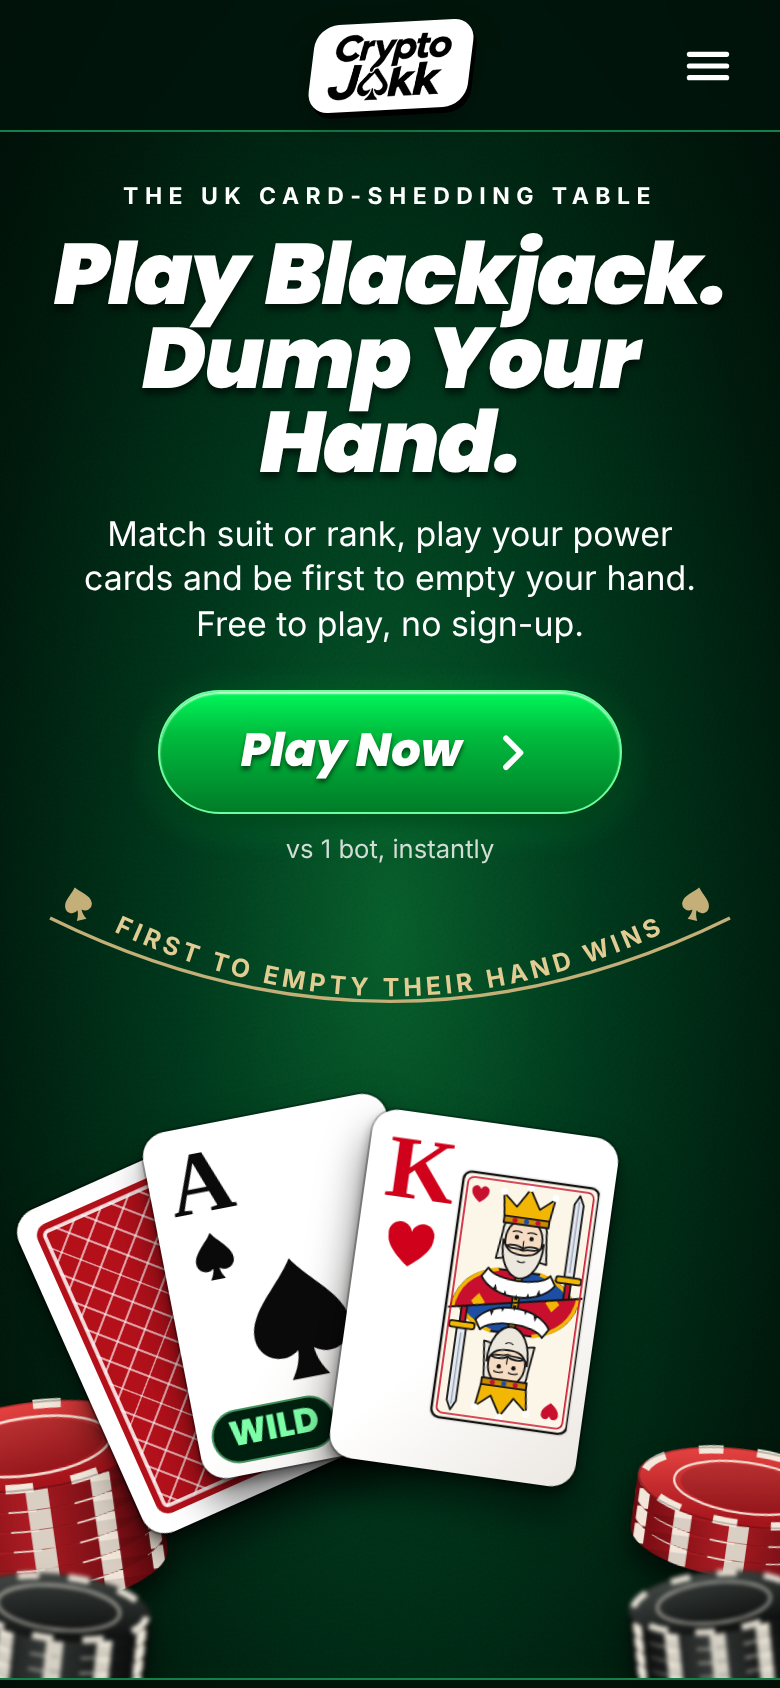 Crypto
Jakk
THE UK CARD-SHEDDING TABLE
Play Blackjack.
Dump Your
Hand.
Match suit or rank, play your power
cards and be first to empty your hand.
Free to play, no sign-up.
Play Now
vs 1 bot, instantly
FIRST TO EMPTY THEIR HAND WINS
A
K
WILD